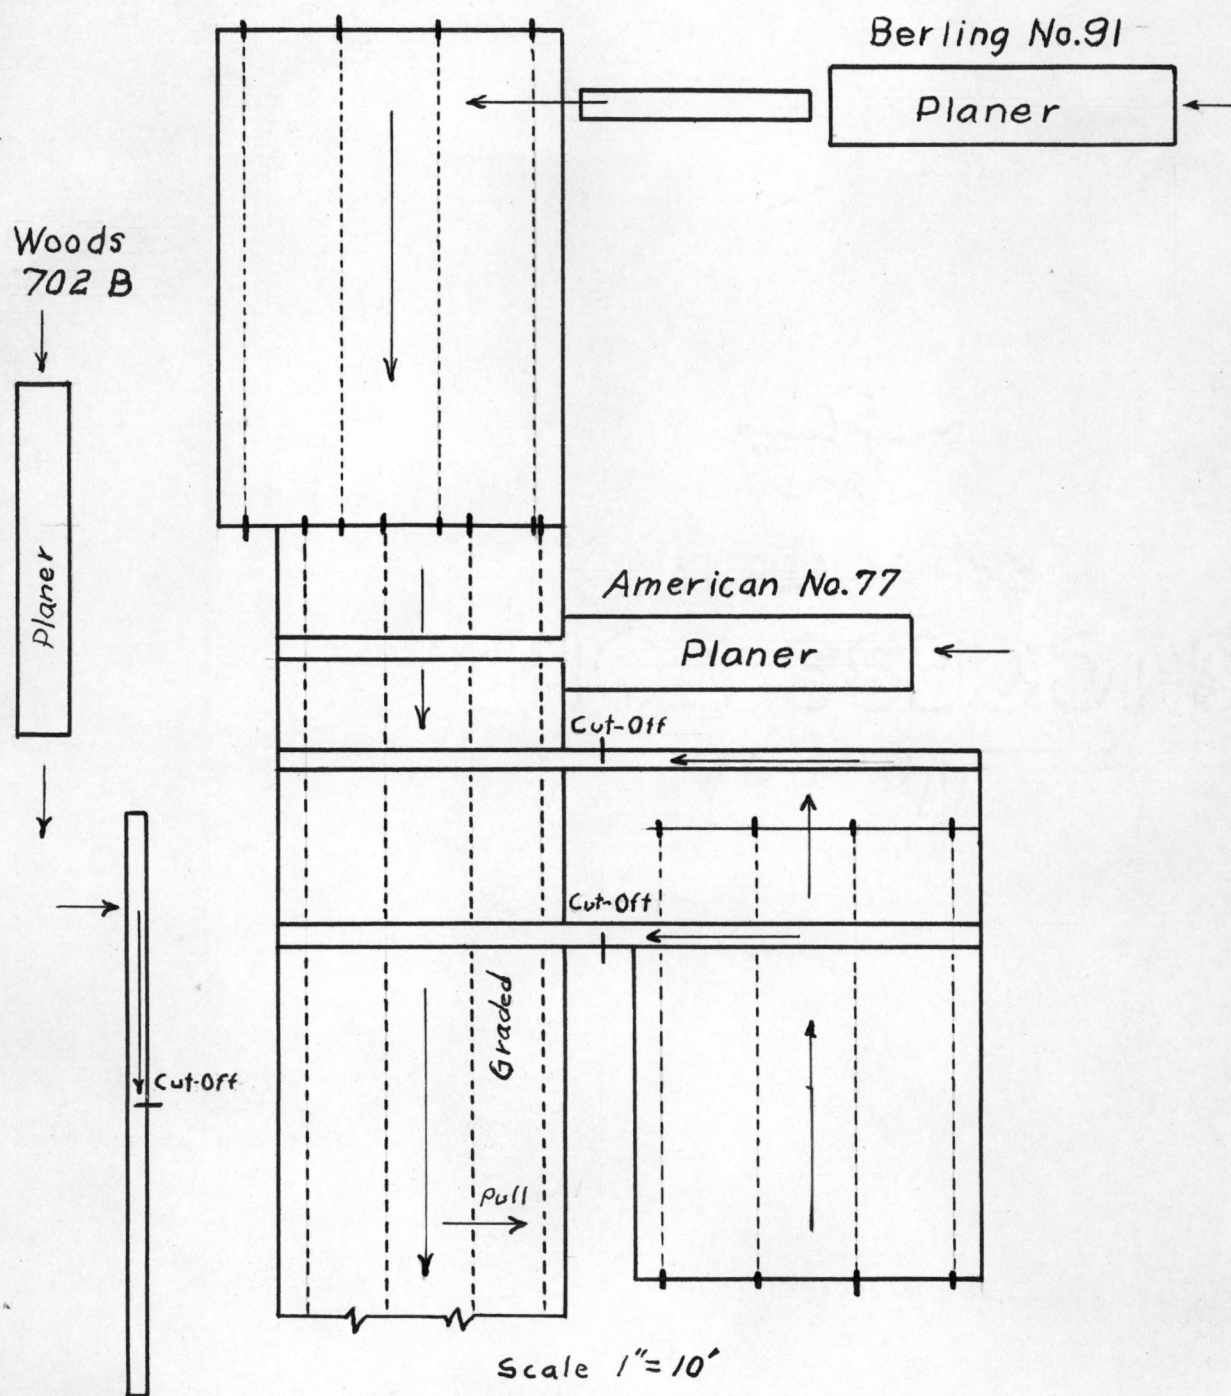 Berling No.91
Planer
Woods
702 B
Planer
American No.77
Planer
Cut-Off
Cut-Off
Graded
Cut-Off
Pull
Scale 1"=10'